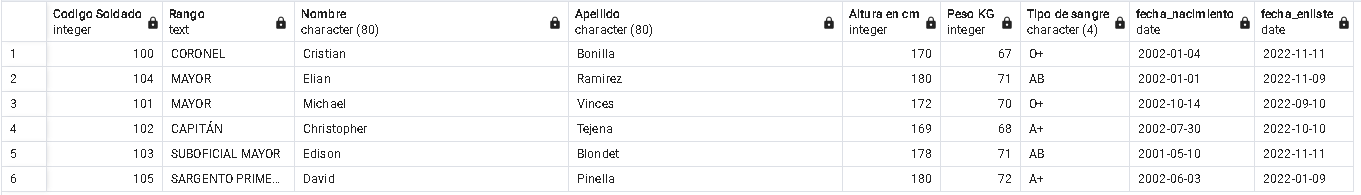 Codigo Soldado integer Rango text Nombre character (80) Apellido character (80) Altura en cm integer Peso KG integer Tipo de sangre character (4) fecha_nacimiento date fecha_enliste date
1 100 CORONEL Cristian Bonilla 170 67 O+ 2002-01-04 2022-11-11
2 104 MAYOR Elian Ramirez 180 71 AB 2002-01-01 2022-11-09
3 101 MAYOR Michael Vinces 172 70 O+ 2002-10-14 2022-09-10
4 102 CAPITÁN Christopher Tejena 169 68 A+ 2002-07-30 2022-10-10
5 103 SUBOFICIAL MAYOR Edison Blondet 178 71 AB 2001-05-10 2022-11-11
6 105 SARGENTO PRIME... David Pinella 180 72 A+ 2002-06-03 2022-01-09